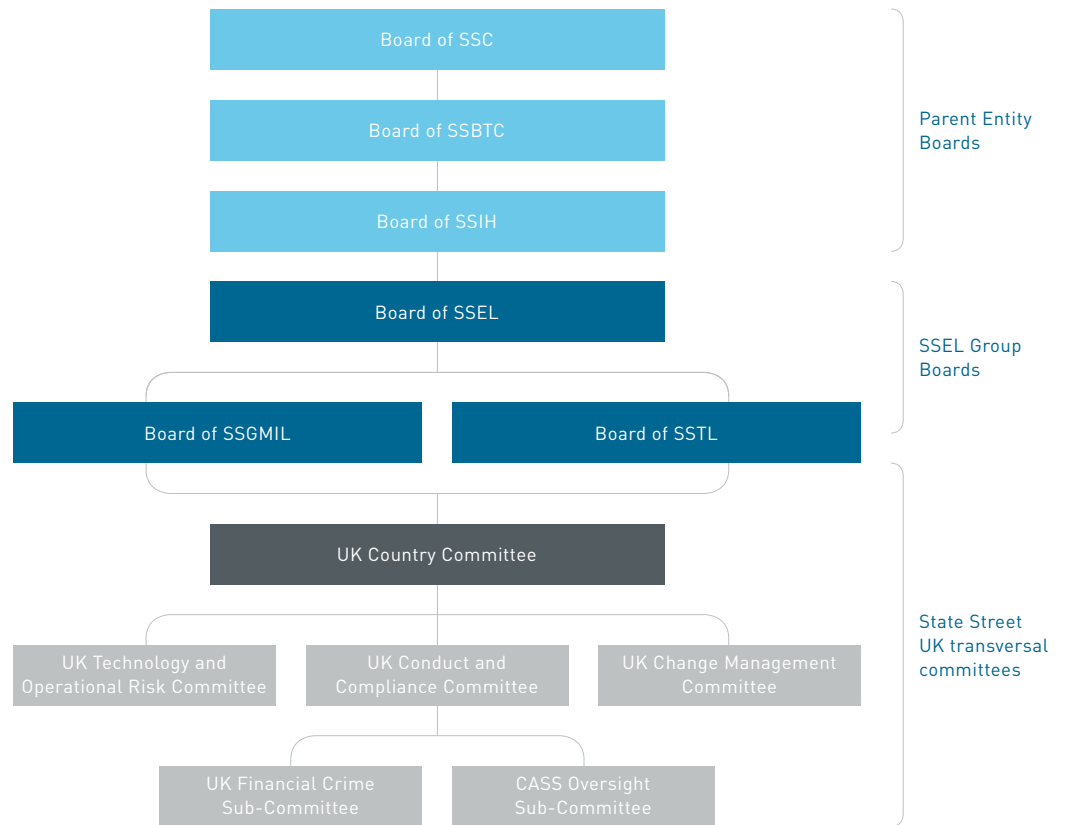 Board of SSC
Board of SSBTC
Parent Entity
Boards
Board of SSIH
Board of SSEL
SSEL Group
Boards
Board of SSGMIL
Board of SSTL
UK Country Committee
State Street
UK transversal
committees
UK Technology and
Operational Risk Committee
UK Conduct and
Compliance Committee
UK Change Management
Committee
UK Financial Crime
Sub-Committee
CASS Oversight
Sub-Committee